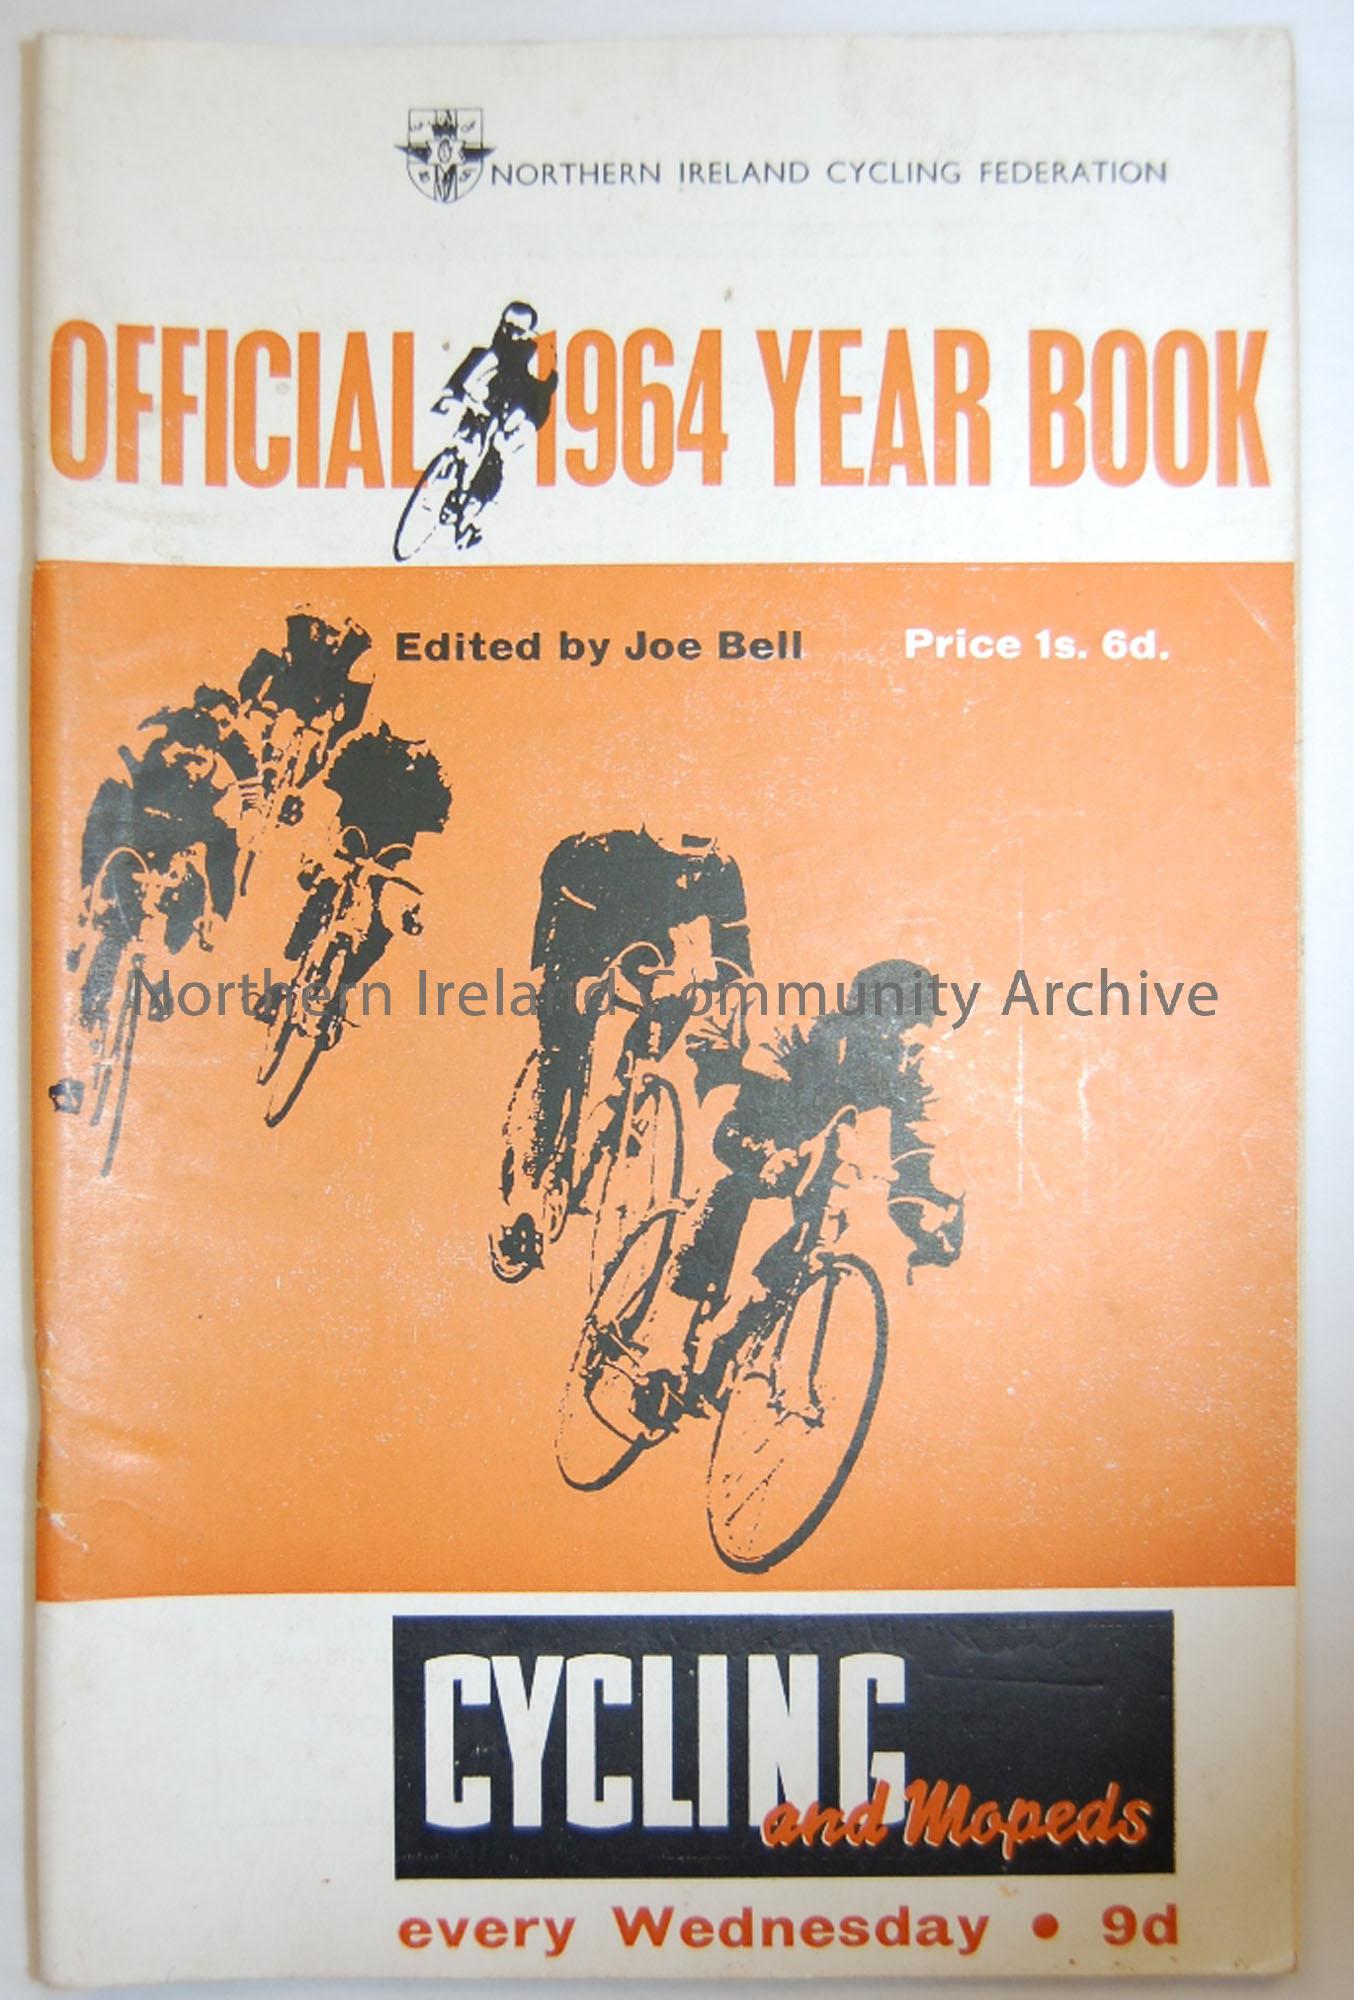 NORTHERN IRELAND CYCLING FEDERATION
OFFICIAL 1964 YEAR BOOK
Edited by Joe Bell Price 1s. 6d.
Northern Ireland Community Archive
CYCLING
and Mopeds
every Wednesday • 9d